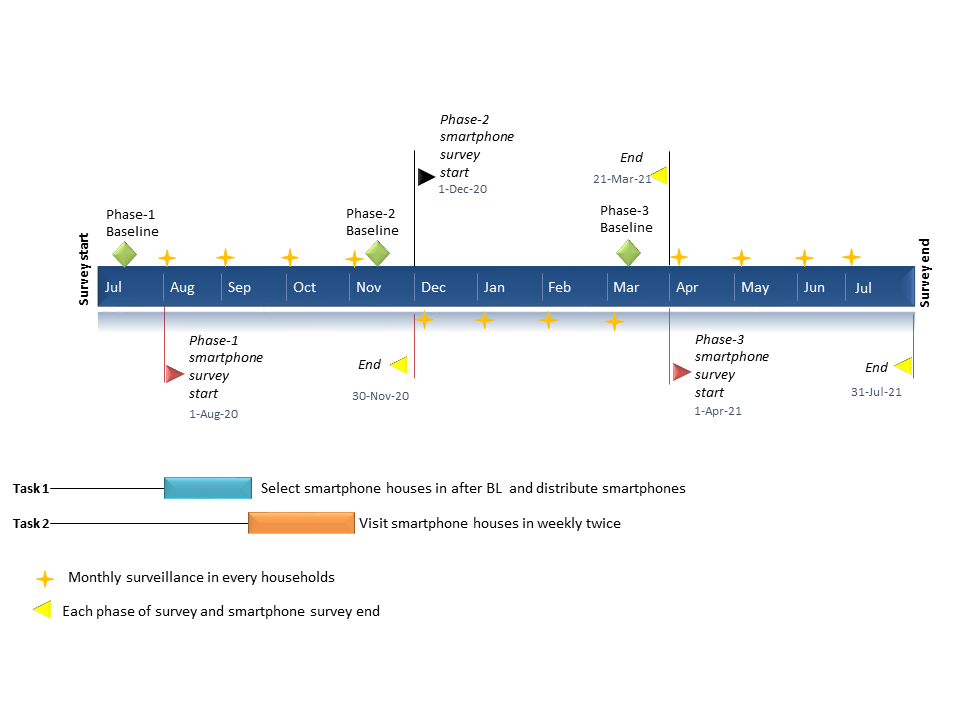 Phase-2
smartphone
survey
start
1-Dec-20
End
21-Mar-21
Phase-1
Baseline
Phase-2
Baseline
Phase-3
Baseline
Survey start
Survey end
Jul Aug Sep Oct Nov Dec Jan Feb Mar Apr May Jun Jul
Phase-1
smartphone
survey
start
1-Aug-20
End
30-Nov-20
Phase-3
smartphone
survey
start
1-Apr-21
End
31-Jul-21
Task 1 Select smartphone houses in after BL and distribute smartphones
Task 2 Visit smartphone houses in weekly twice
Monthly surveillance in every households
Each phase of survey and smartphone survey end